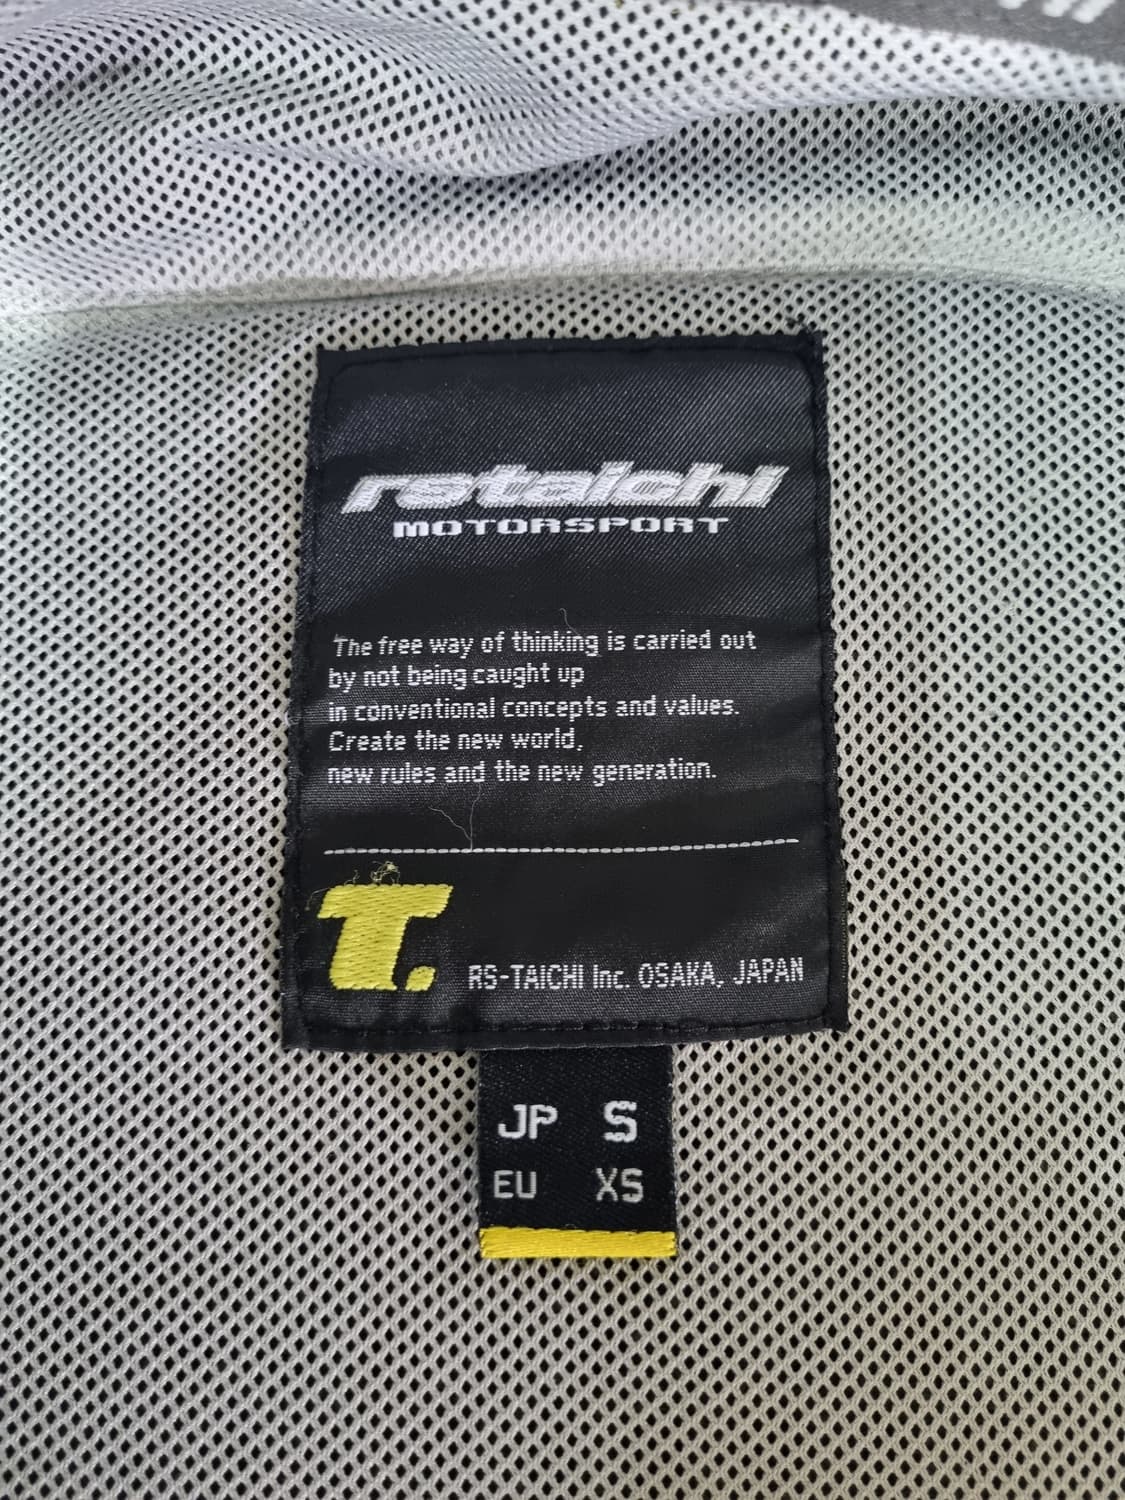 rstaichi
MOTORSPORT
The free way of thinking is carried out
by not being caught up
in conventional concepts and values.
Create the new world,
new rules and the new generation.
T.
RS-TAICHI Inc. OSAKA, JAPAN
JP S
EU XS